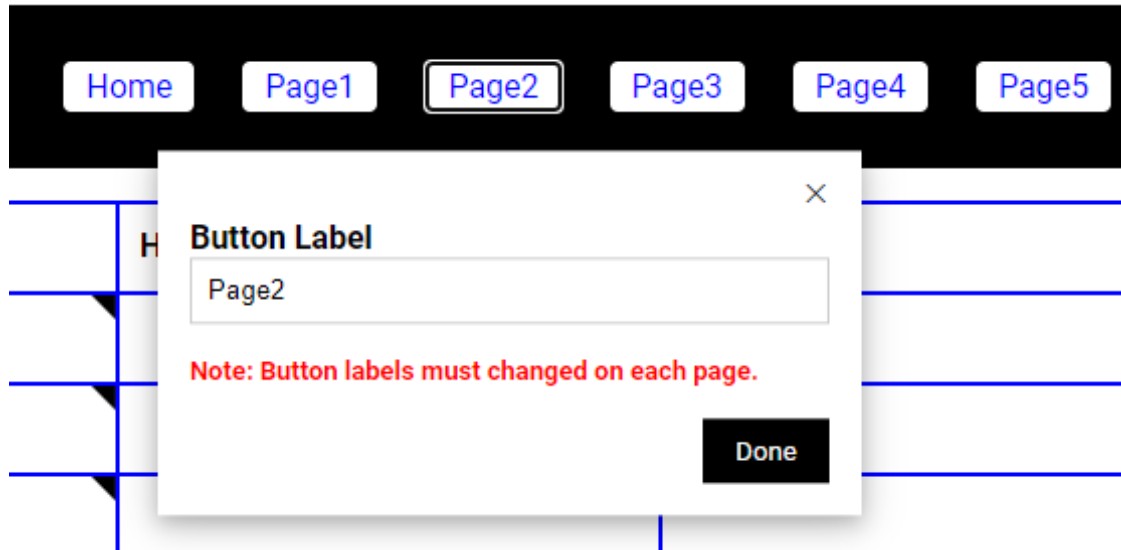 Home Page1 Page2 Page3 Page4 Page5
H
Button Label
Page2
Note: Button labels must changed on each page.
Done